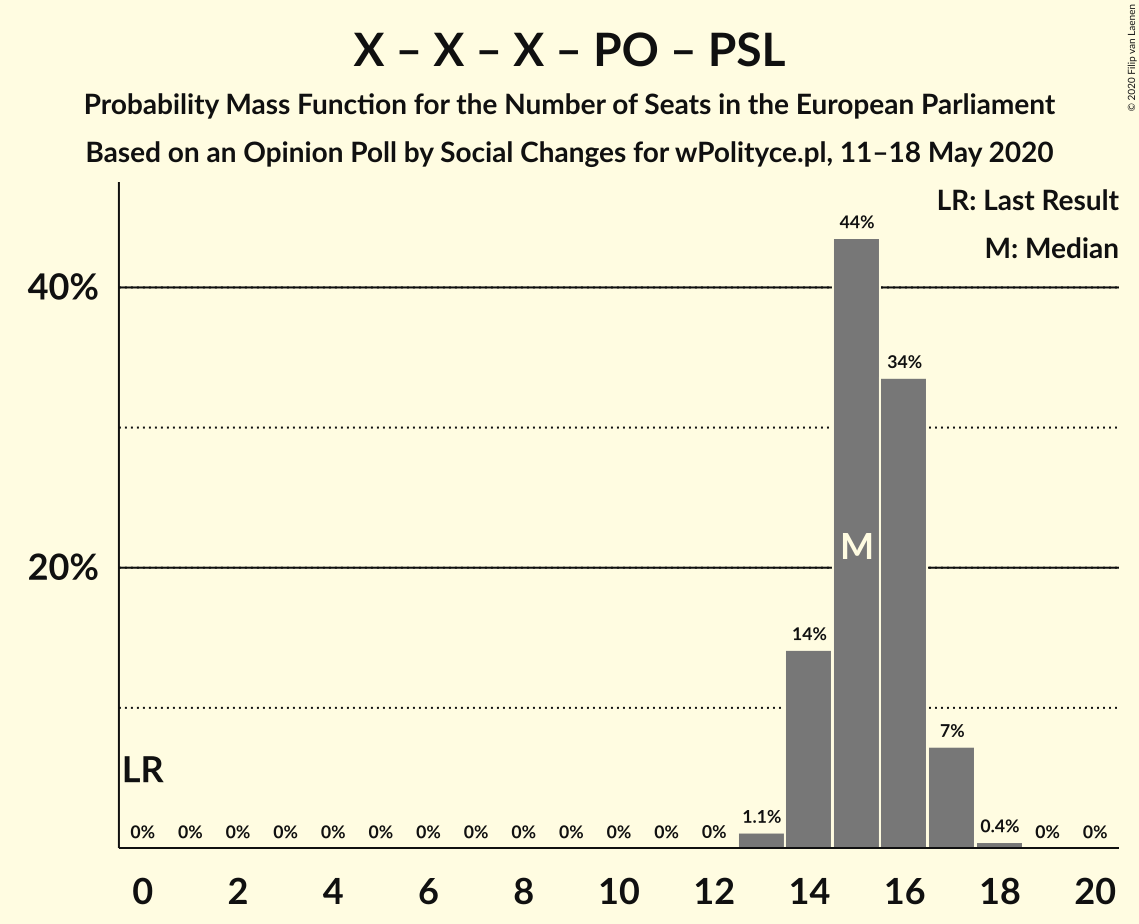 X – X – X – PO – PSL
Probability Mass Function for the Number of Seats in the European Parliament
Based on an Opinion Poll by Social Changes for wPolityce.pl, 11–18 May 2020
© 2020 Filip van Laenen
LR: Last Result
M: Median
44%
40%
34%
M
20%
14%
7%
LR
1.1%
0.4%
0% 0% 0% 0% 0% 0% 0% 0% 0% 0% 0% 0% 0% 0% 0%
0 2 4 6 8 10 12 14 16 18 20